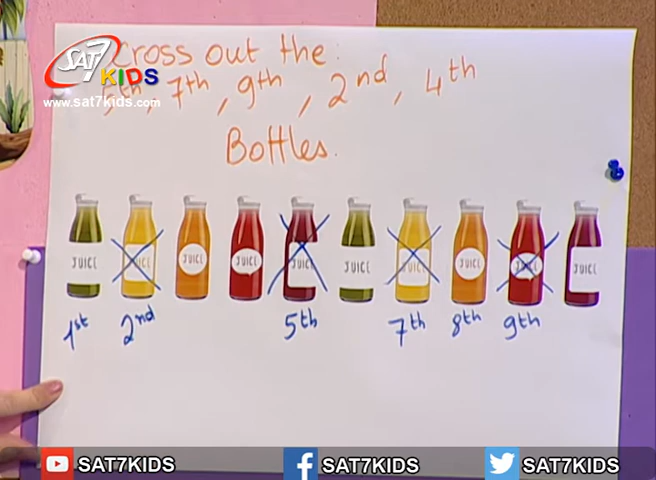 Cross out the:
5th, 7th, 9th, 2nd, 4th
Bottles.
SAT7
KIDS
www.sat7kids.com
JUICE JUICE JUICE JUICE JUICE JUICE JUICE JUICE JUICE JUICE
1st 2nd 5th 7th 8th 9th
SAT7KIDS SAT7KIDS SAT7KIDS